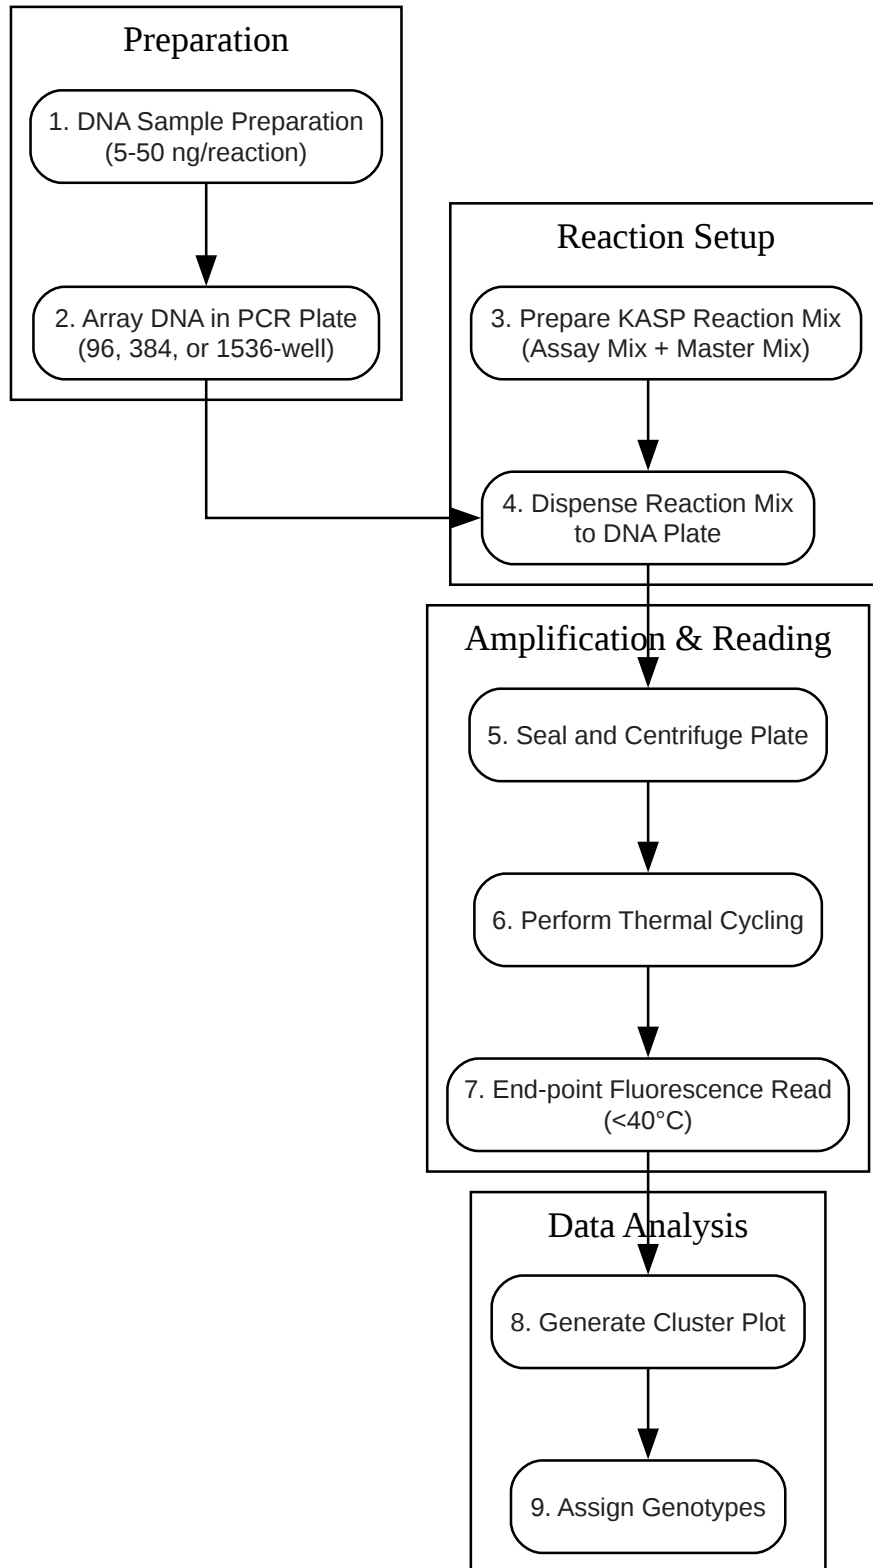 Preparation
1. DNA Sample Preparation
(5-50 ng/reaction)
2. Array DNA in PCR Plate
(96, 384, or 1536-well)
Reaction Setup
3. Prepare KASP Reaction Mix
(Assay Mix + Master Mix)
4. Dispense Reaction Mix
to DNA Plate
Amplification & Reading
5. Seal and Centrifuge Plate
6. Perform Thermal Cycling
7. End-point Fluorescence Read
(<40°C)
Data Analysis
8. Generate Cluster Plot
9. Assign Genotypes